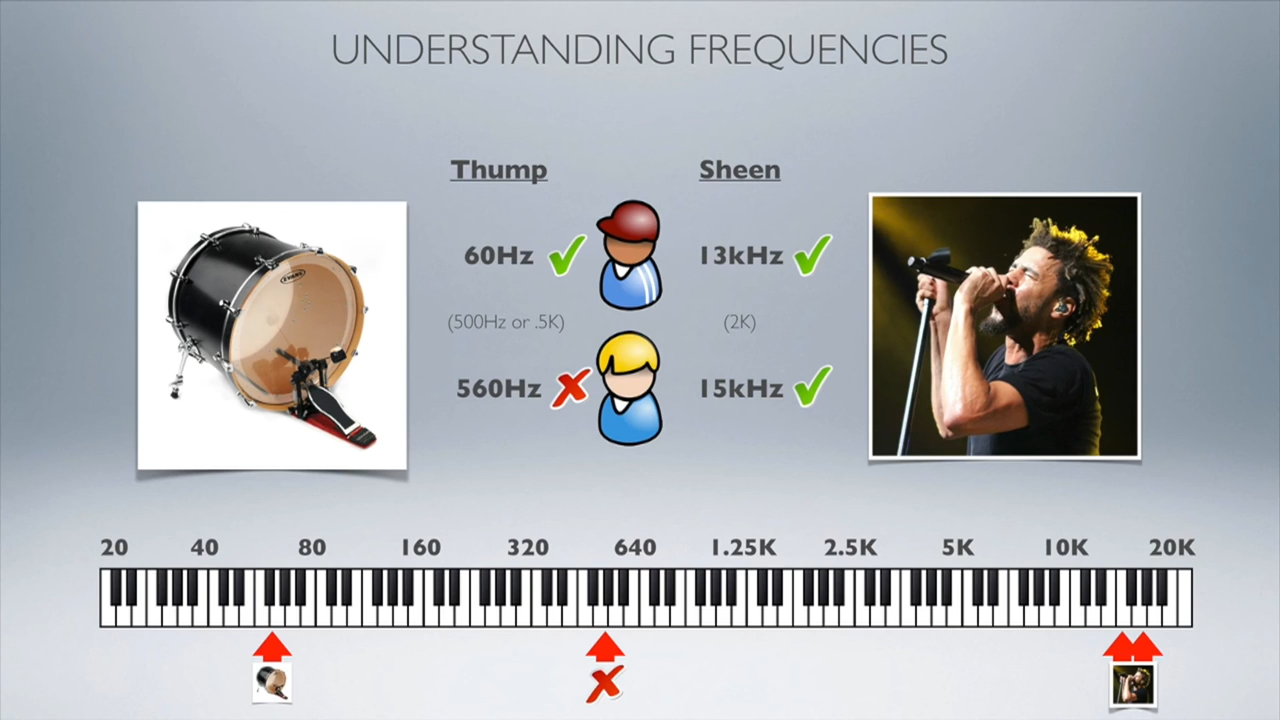 UNDERSTANDING FREQUENCIES
Thump Sheen
60Hz 13kHz
(500Hz or .5K) (2K)
560Hz 15kHz
EVANS
20 40 80 160 320 640 1.25K 2.5K 5K 10K 20K